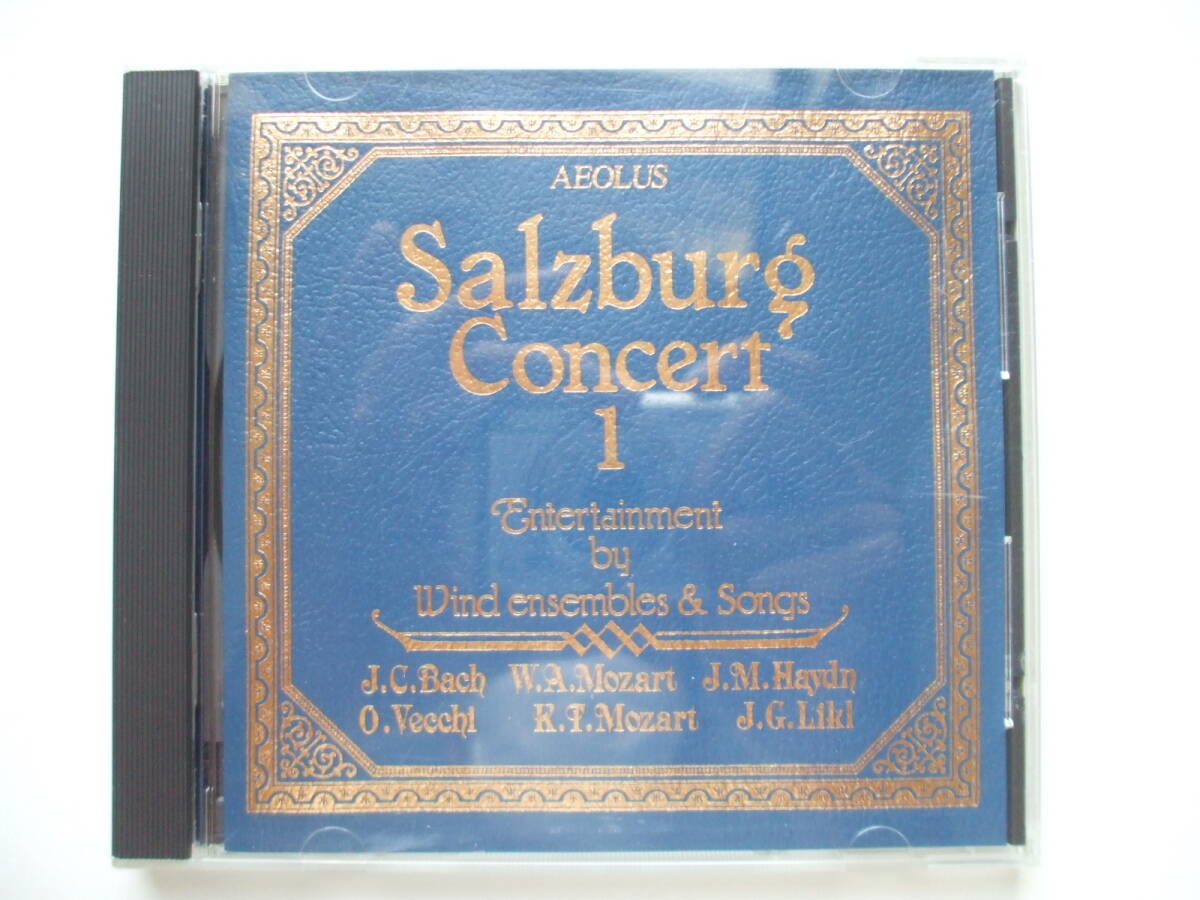 AEOLUS
Salzburg
Concert
1
Entertainment
by
Wind ensembles & Songs
J.C.Bach W.A.Mozart J.M.Haydn
O.Vecchi K.T.Mozart J.G.Likl